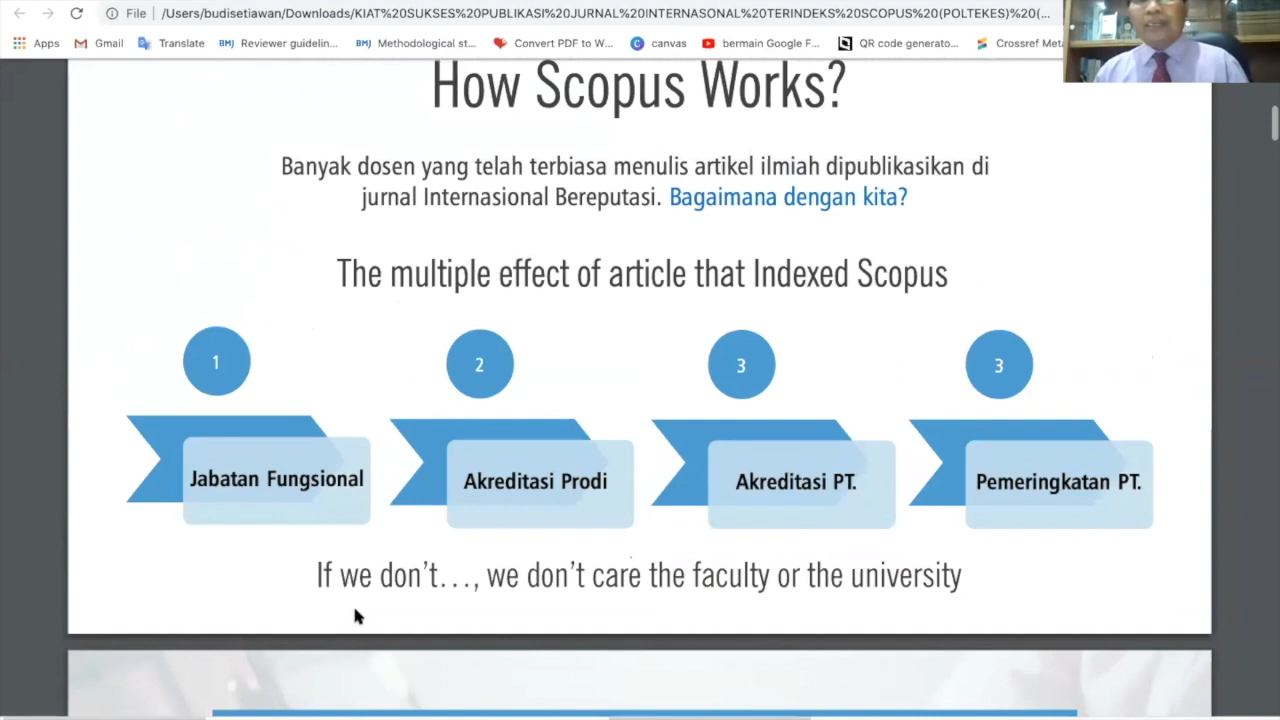 File
/Users/budisetiawan/Downloads/KIAT%20SUKSES%20PUBLIKASI%20JURNAL%20INTERNASONAL%20TERINDEKS%20SCOPUS%20(POLTEKES)%20(...
Apps Gmail Translate BMJ Reviewer guidelin... BMJ Methodological st... Convert PDF to W... C canvas bermain Google F... QR code generato... Crossref Met
How Scopus Works?
Banyak dosen yang telah terbiasa menulis artikel ilmiah dipublikasikan di
jurnal Internasional Bereputasi. Bagaimana dengan kita?
The multiple effect of article that Indexed Scopus
1 2 3 3
Jabatan Fungsional Akreditasi Prodi Akreditasi PT. Pemeringkatan PT.
If we don't..., we don't care the faculty or the university